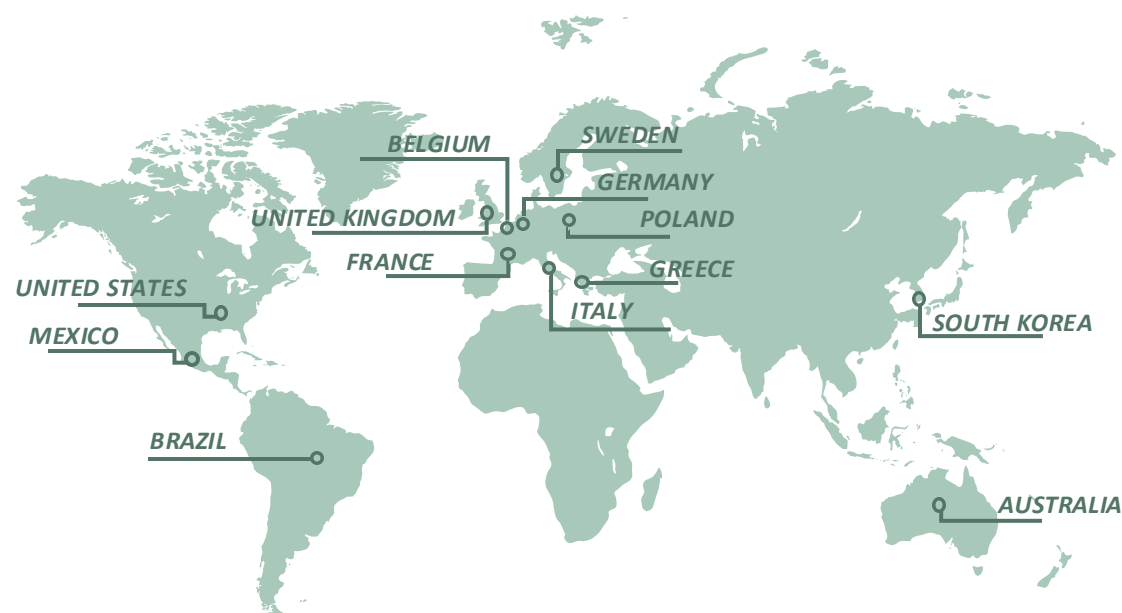 SWEDEN
BELGIUM
GERMANY
UNITED KINGDOM
POLAND
FRANCE
GREECE
UNITED STATES
ITALY
SOUTH KOREA
MEXICO
BRAZIL
AUSTRALIA